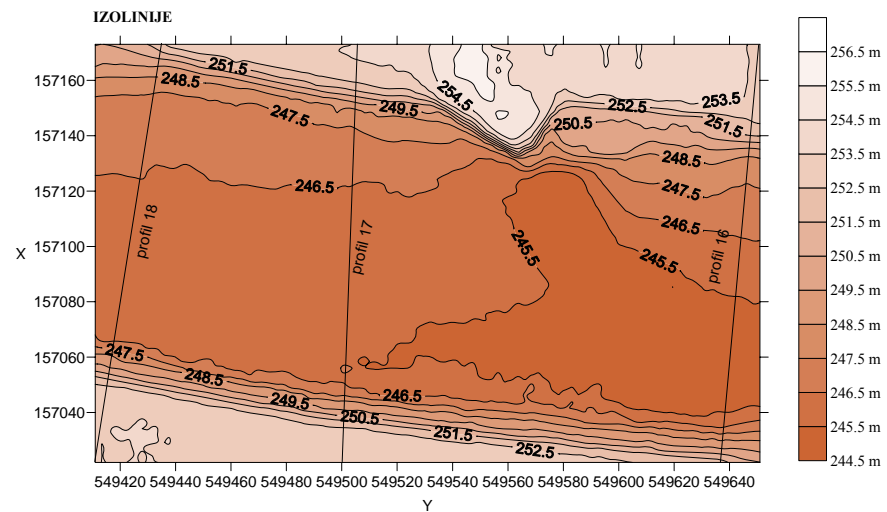 IZOLINIJE
256.5 m
255.5 m
254.5 m
253.5 m
252.5 m
251.5 m
250.5 m
249.5 m
248.5 m
247.5 m
246.5 m
245.5 m
244.5 m
157160
157140
157120
157100
157080
157060
157040
X
251.5
248.5
247.5
249.5
254.5
250.5
252.5
253.5
251.5
248.5
247.5
246.5
246.5
245.5
245.5
profil 18
profil 17
profil 16
247.5
248.5
249.5
246.5
250.5
251.5
252.5
549420 549440 549460 549480 549500 549520 549540 549560 549580 549600 549620 549640
Y